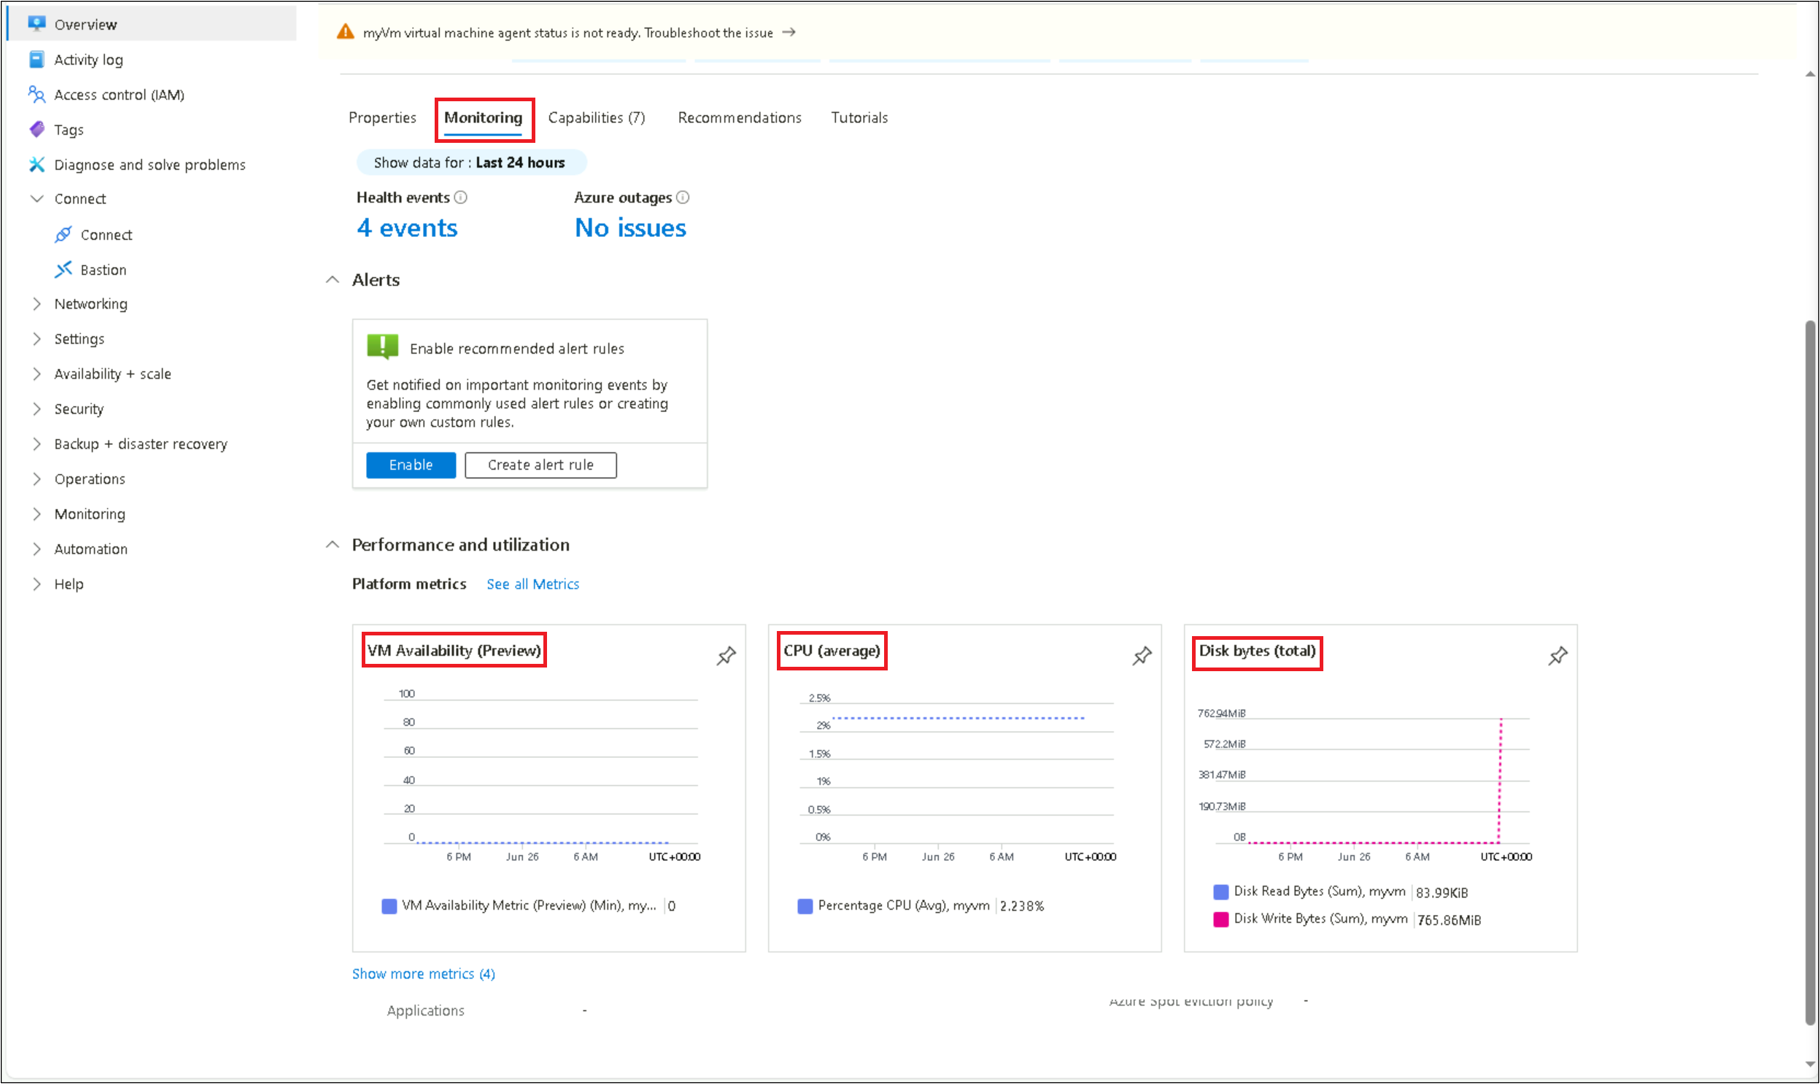 Overview
Activity log
Access control (IAM)
Tags
Diagnose and solve problems
Connect
Connect
Bastion
Networking
Settings
Availability + scale
Security
Backup + disaster recovery
Operations
Monitoring
Automation
Help
myVm virtual machine agent status is not ready. Troubleshoot the issue →
Properties Monitoring Capabilities (7) Recommendations Tutorials
Show data for : Last 24 hours
Health events Azure outages
4 events No issues
Alerts
Enable recommended alert rules
Get notified on important monitoring events by
enabling commonly used alert rules or creating
your own custom rules.
Enable Create alert rule
Performance and utilization
Platform metrics See all Metrics
VM Availability (Preview)
100
80
60
40
20
0
6 PM Jun 26 6 AM UTC+00:00
VM Availability Metric (Preview) (Min), my... 0
CPU (average)
2.5%
2%
1.5%
1%
0.5%
0%
6 PM Jun 26 6 AM UTC+00:00
Percentage CPU (Avg), myvm 2.238%
Disk bytes (total)
762.94MiB
572.2MiB
381.47MiB
190.73MiB
0B
6 PM Jun 26 6 AM UTC+00:00
Disk Read Bytes (Sum), myvm 83.99KiB
Disk Write Bytes (Sum), myvm 765.86MiB
Show more metrics (4)
Applications -
Azure Spot eviction policy -